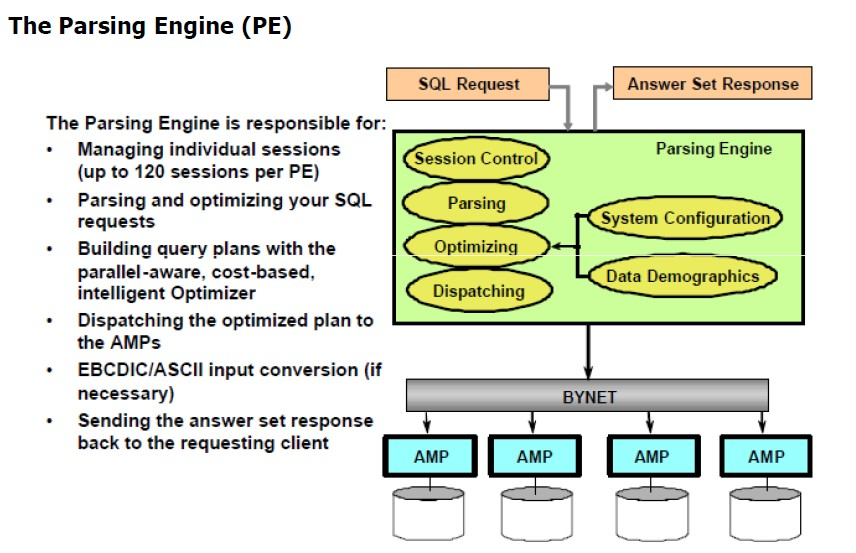 The Parsing Engine (PE)
SQL Request
Answer Set Response
The Parsing Engine is responsible for:
• Managing individual sessions
(up to 120 sessions per PE)
• Parsing and optimizing your SQL
requests
• Building query plans with the
parallel-aware, cost-based,
intelligent Optimizer
• Dispatching the optimized plan to
the AMPs
• EBCDIC/ASCII input conversion (if
necessary)
• Sending the answer set response
back to the requesting client
Parsing Engine
Session Control
Parsing
Optimizing
Dispatching
System Configuration
Data Demographics
BYNET
AMP
AMP
AMP
AMP